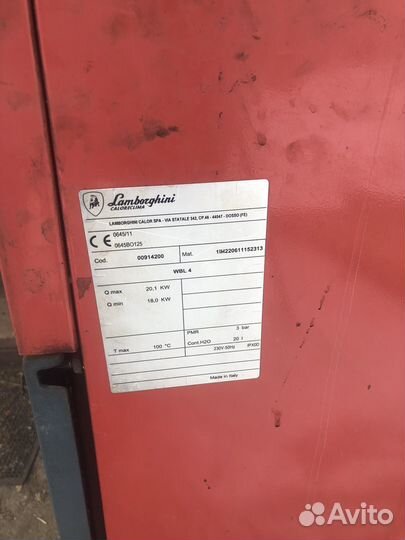 Lamborghini
CALORECLIMA
LAMBORGHINI CALOR SPA - VIA STATALE 342, CP.46 - 44047 - DOSSO (FE)
CE 0645/11
0645BO125
Cod. 00914200 Mat. 1IM220611152313
WBL 4
Q max 20,1 KW
Q min 18,0 KW
PMR 3 bar
T max 100 °C Cont.H2O 20 l
230V-50Hz IPX0D
Made in Italy
Avito